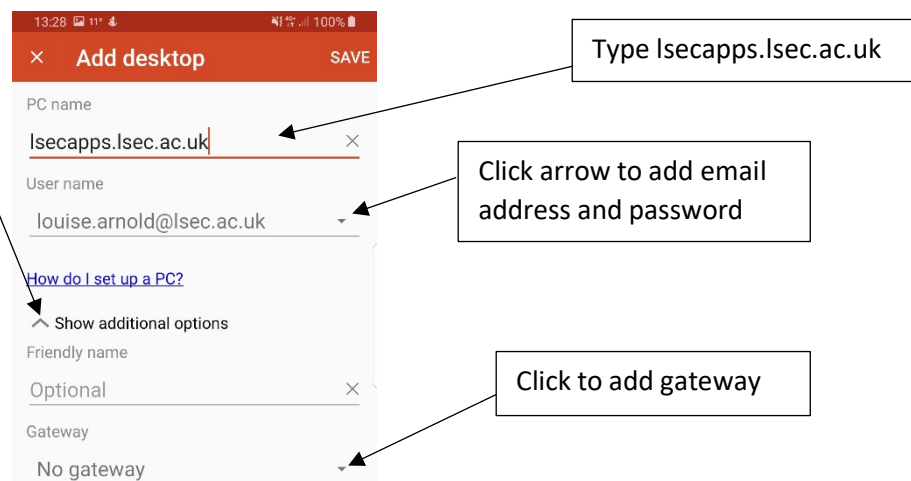 13:28 11° 100%
× Add desktop SAVE
Type lsecapps.lsec.ac.uk
PC name
lsecapps.lsec.ac.uk
User name
Click arrow to add email
address and password
louise.arnold@lsec.ac.uk
How do I set up a PC?
Show additional options
Friendly name
Optional
Click to add gateway
Gateway
No gateway